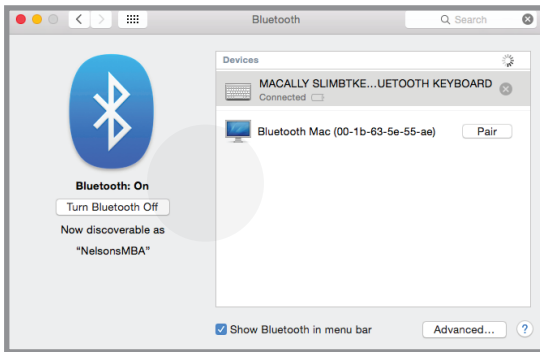 Bluetooth
Search
Devices
MACALLY SLIMBTKE...UETOOTH KEYBOARD
Connected
Bluetooth Mac (00-1b-63-5e-55-ae)
Pair
Bluetooth: On
Turn Bluetooth Off
Now discoverable as
“NelsonsMBA”
Show Bluetooth in menu bar
Advanced...
?